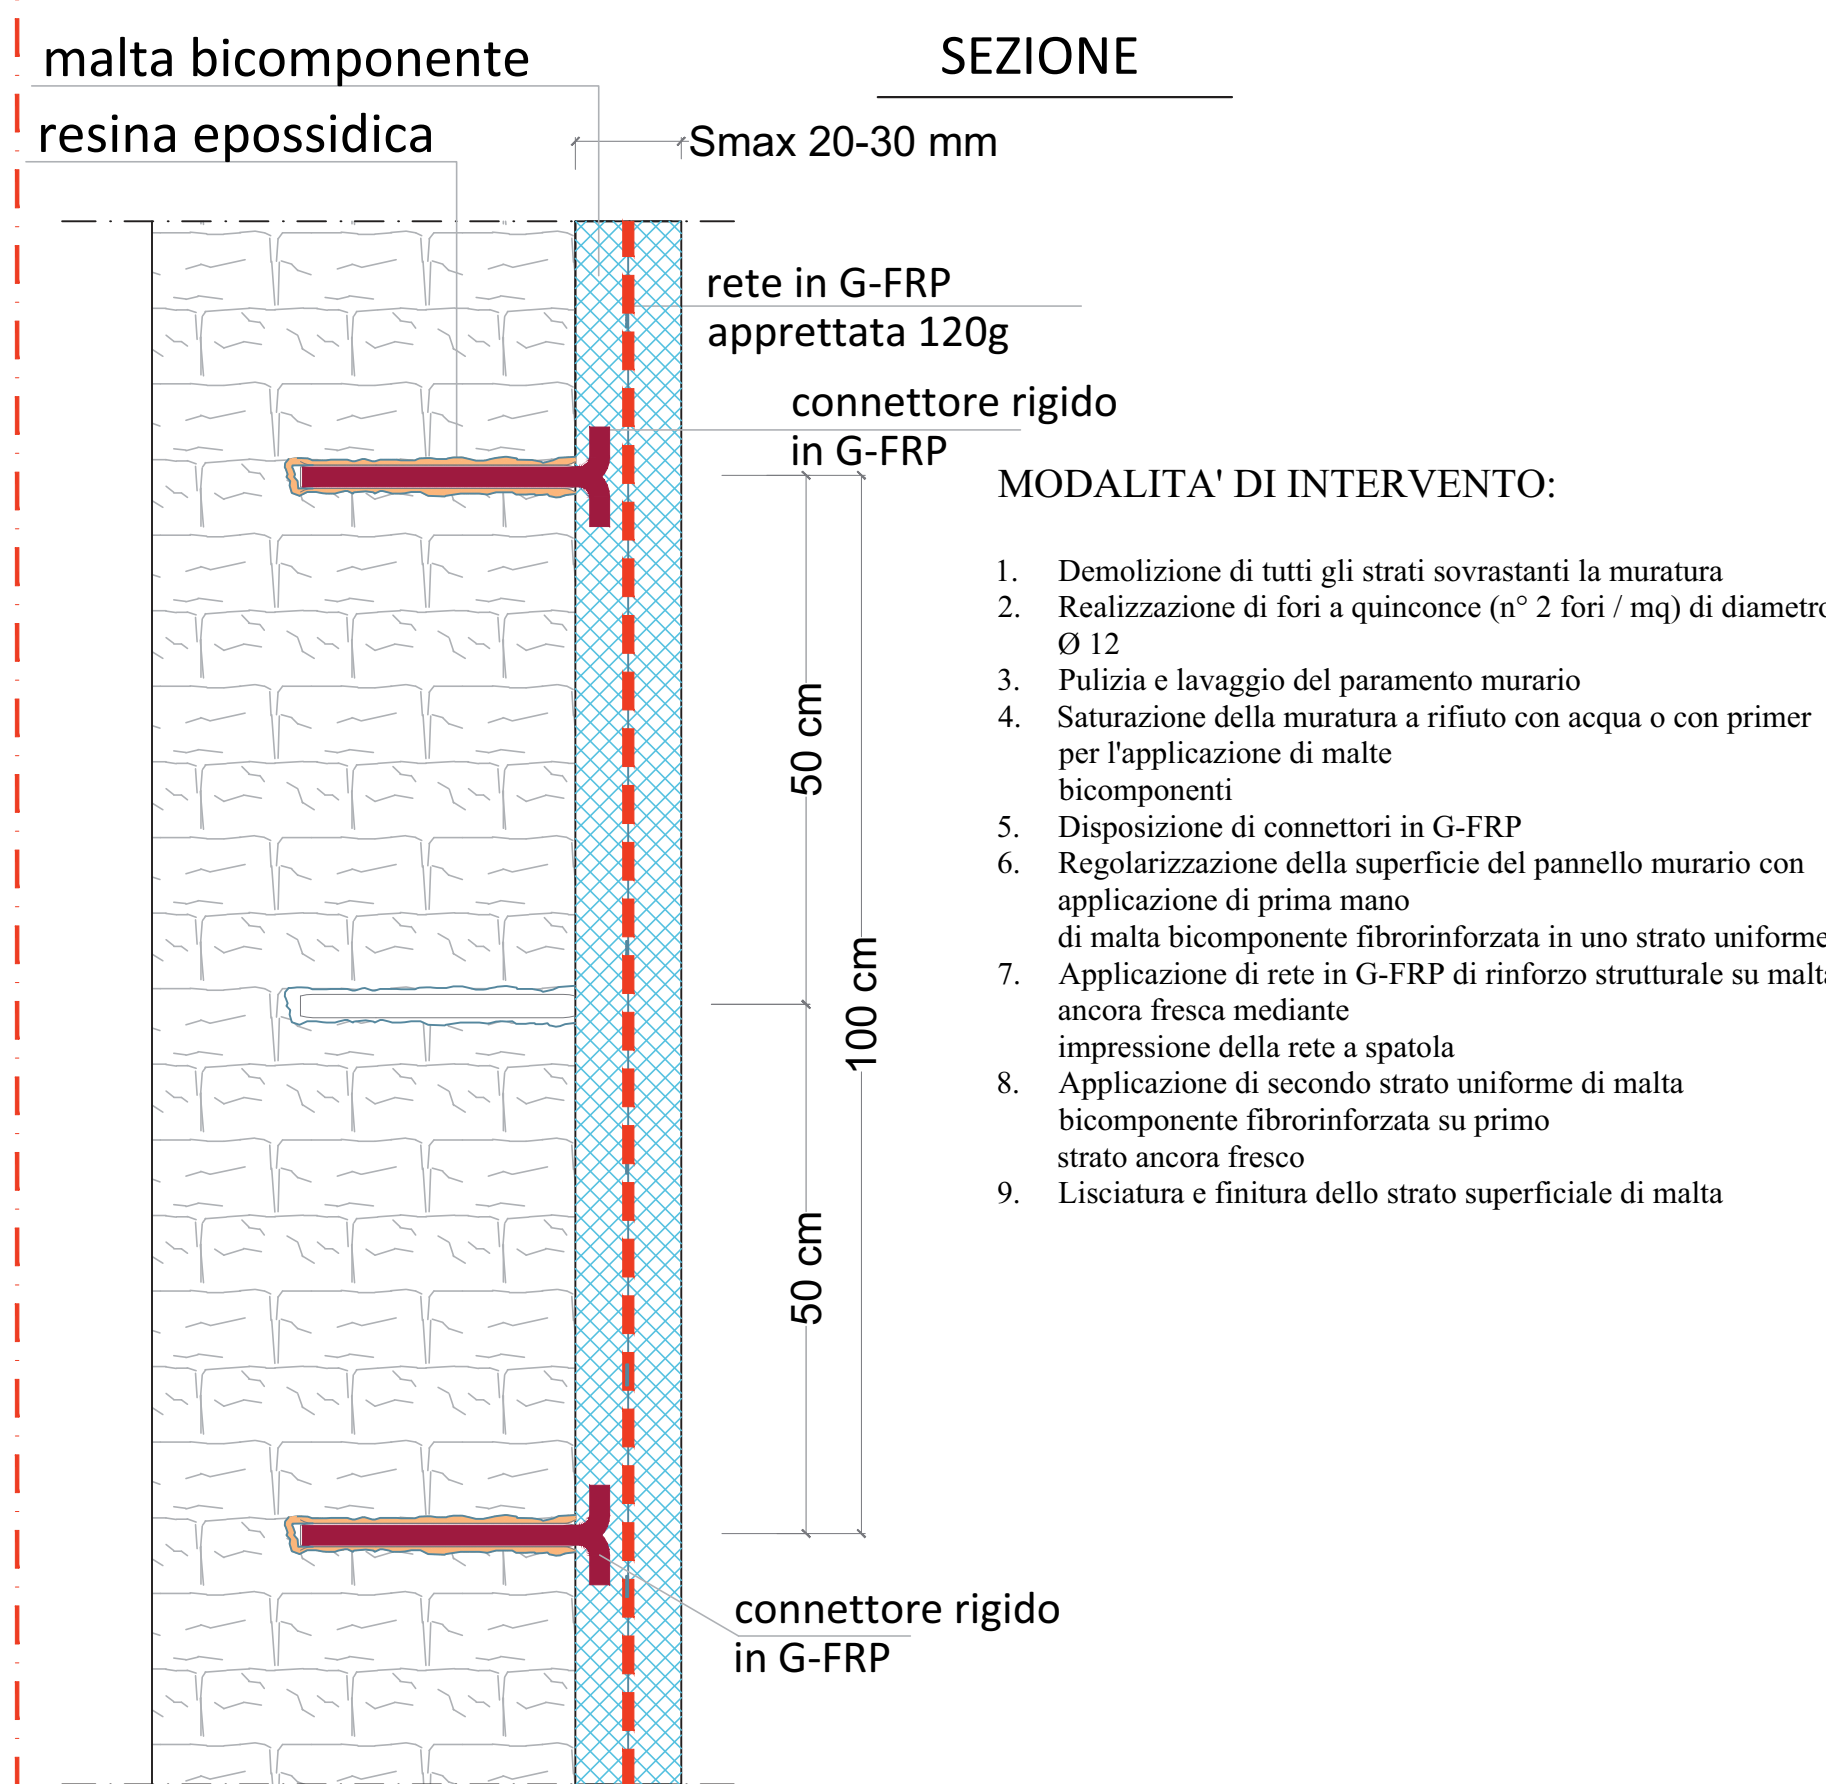 malta bicomponente
SEZIONE
resina epossidica
Smax 20-30 mm
rete in G-FRP
apprettata 120g
connettore rigido
in G-FRP
50 cm
100 cm
50 cm
connettore rigido
in G-FRP
MODALITA' DI INTERVENTO:
1. Demolizione di tutti gli strati sovrastanti la muratura
2. Realizzazione di fori a quinconce (n° 2 fori / mq) di diametro
Ø 12
3. Pulizia e lavaggio del paramento murario
4. Saturazione della muratura a rifiuto con acqua o con primer
per l'applicazione di malte
bicomponenti
5. Disposizione di connettori in G-FRP
6. Regolarizzazione della superficie del pannello murario con
applicazione di prima mano
di malta bicomponente fibrorinforzata in uno strato uniforme
7. Applicazione di rete in G-FRP di rinforzo strutturale su malta
ancora fresca mediante
impressione della rete a spatola
8. Applicazione di secondo strato uniforme di malta
bicomponente fibrorinforzata su primo
strato ancora fresco
9. Lisciatura e finitura dello strato superficiale di malta